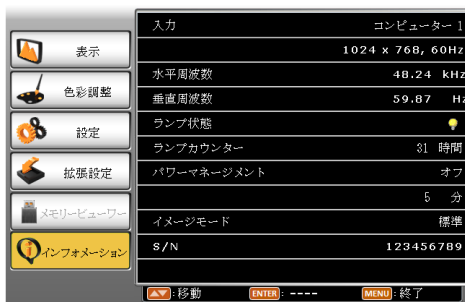 表示
色彩調整
設定
拡張設定
メモリービューワー
インフォメーション
入力 コンピューター 1
1024 x 768, 60Hz
水平周波数 48.24 kHz
垂直周波数 59.87 Hz
ランプ状態
ランプカウンター 31 時間
パワーマネージメント オフ
5 分
イメージモード 標準
S/N 123456789
:移動 ENTER: ---- MENU:終了